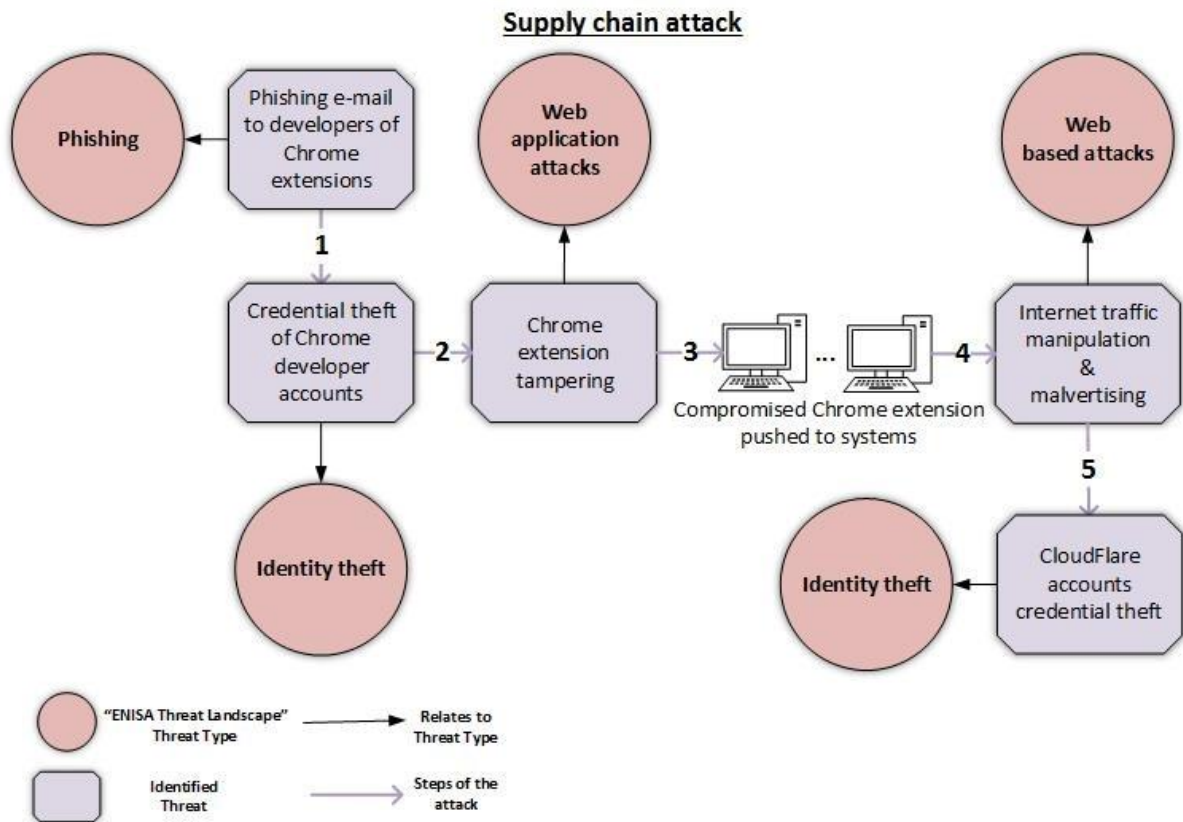 Supply chain attack
Phishing
Phishing e-mail
to developers of
Chrome
extensions
Web
application
attacks
Web
based attacks
1
Credential theft
of Chrome
developer
accounts
2
Chrome
extension
tampering
3
...
4
Internet traffic
manipulation
&
malvertising
Compromised Chrome extension
pushed to systems
5
Identity theft
Identity theft
CloudFlare
accounts
credential theft
“ENISA Threat Landscape”
Threat Type
Relates to
Threat Type
Identified
Threat
Steps of the
attack